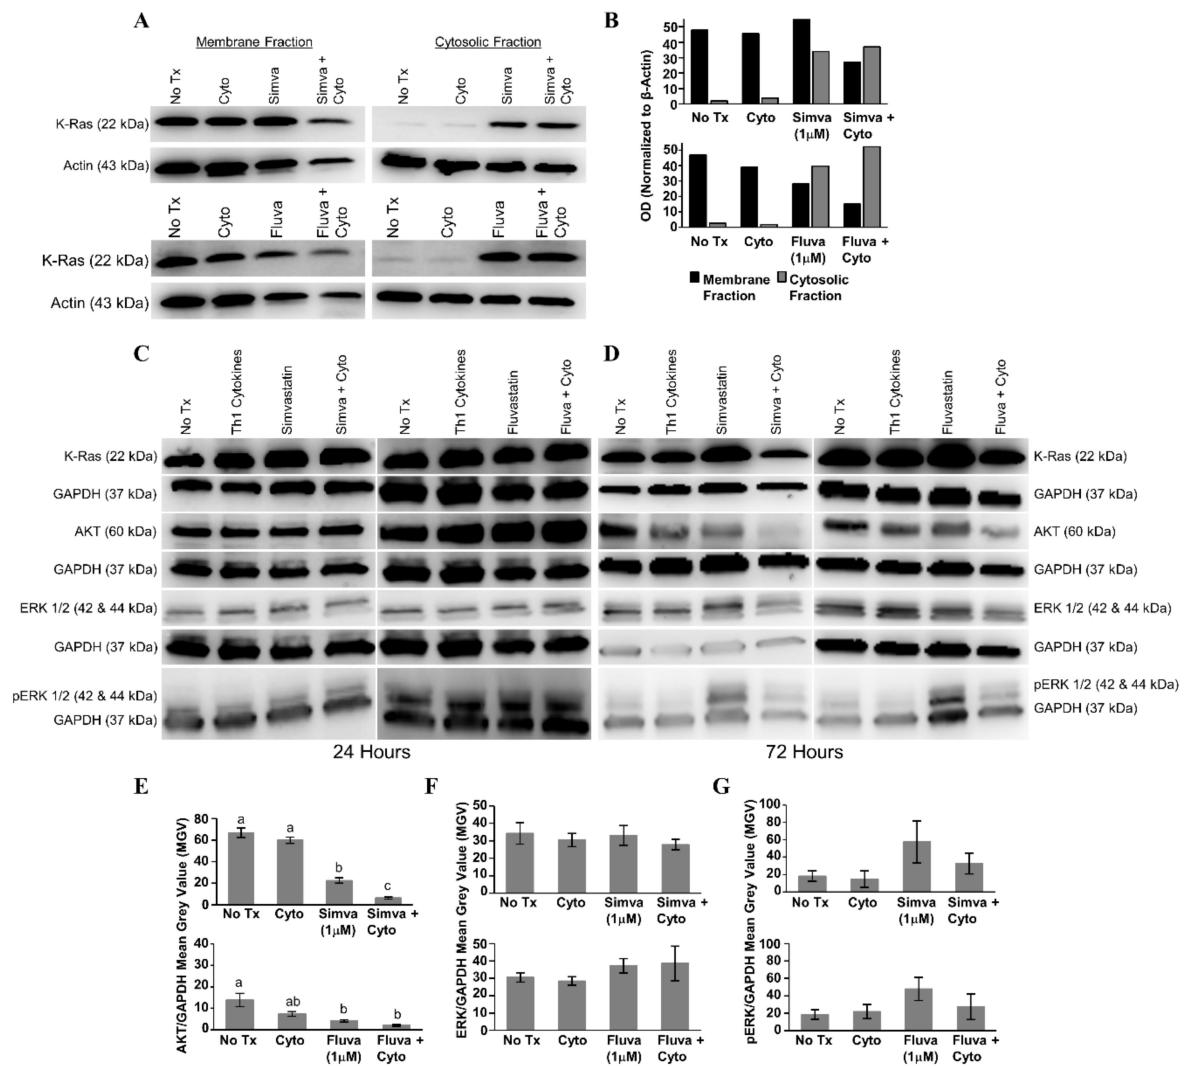 A
Membrane Fraction
Cytosolic Fraction
No Tx
Cyto
Simva
Simva +
Cyto
No Tx
Cyto
Simva
Simva +
Cyto
K-Ras (22 kDa)
Actin (43 kDa)
No Tx
Cyto
Fluva
Fluva +
Cyto
No Tx
Cyto
Fluva
Fluva +
Cyto
K-Ras (22 kDa)
Actin (43 kDa)
B
OD (Normalized to β-Actin)
50
40
30
20
10
0
No Tx
Cyto
Simva
(1μM)
Simva +
Cyto
50
40
30
20
10
0
No Tx
Cyto
Fluva
(1μM)
Fluva +
Cyto
Membrane
Fraction
Cytosolic
Fraction
C
No Tx
Th1 Cytokines
Simvastatin
Simva + Cyto
No Tx
Th1 Cytokines
Fluvastatin
Fluva + Cyto
K-Ras (22 kDa)
GAPDH (37 kDa)
AKT (60 kDa)
GAPDH (37 kDa)
ERK 1/2 (42 & 44 kDa)
GAPDH (37 kDa)
pERK 1/2 (42 & 44 kDa)
GAPDH (37 kDa)
24 Hours
D
No Tx
Th1 Cytokines
Simvastatin
Simva + Cyto
No Tx
Th1 Cytokines
Fluvastatin
Fluva + Cyto
K-Ras (22 kDa)
GAPDH (37 kDa)
AKT (60 kDa)
GAPDH (37 kDa)
ERK 1/2 (42 & 44 kDa)
GAPDH (37 kDa)
pERK 1/2 (42 & 44 kDa)
GAPDH (37 kDa)
72 Hours
E
AKT/GAPDH Mean Grey Value (MGV)
80
60
40
20
0
a
a
b
c
No Tx
Cyto
Simva
(1μM)
Simva +
Cyto
40
30
20
10
0
a
ab
b
b
No Tx
Cyto
Fluva
(1μM)
Fluva +
Cyto
F
ERK/GAPDH Mean Grey Value (MGV)
50
40
30
20
10
0
No Tx
Cyto
Simva
(1μM)
Simva +
Cyto
50
40
30
20
10
0
No Tx
Cyto
Fluva
(1μM)
Fluva +
Cyto
G
pERK/GAPDH Mean Grey Value (MGV)
100
80
60
40
20
0
No Tx
Cyto
Simva
(1μM)
Simva +
Cyto
100
80
60
40
20
0
No Tx
Cyto
Fluva
(1μM)
Fluva +
Cyto